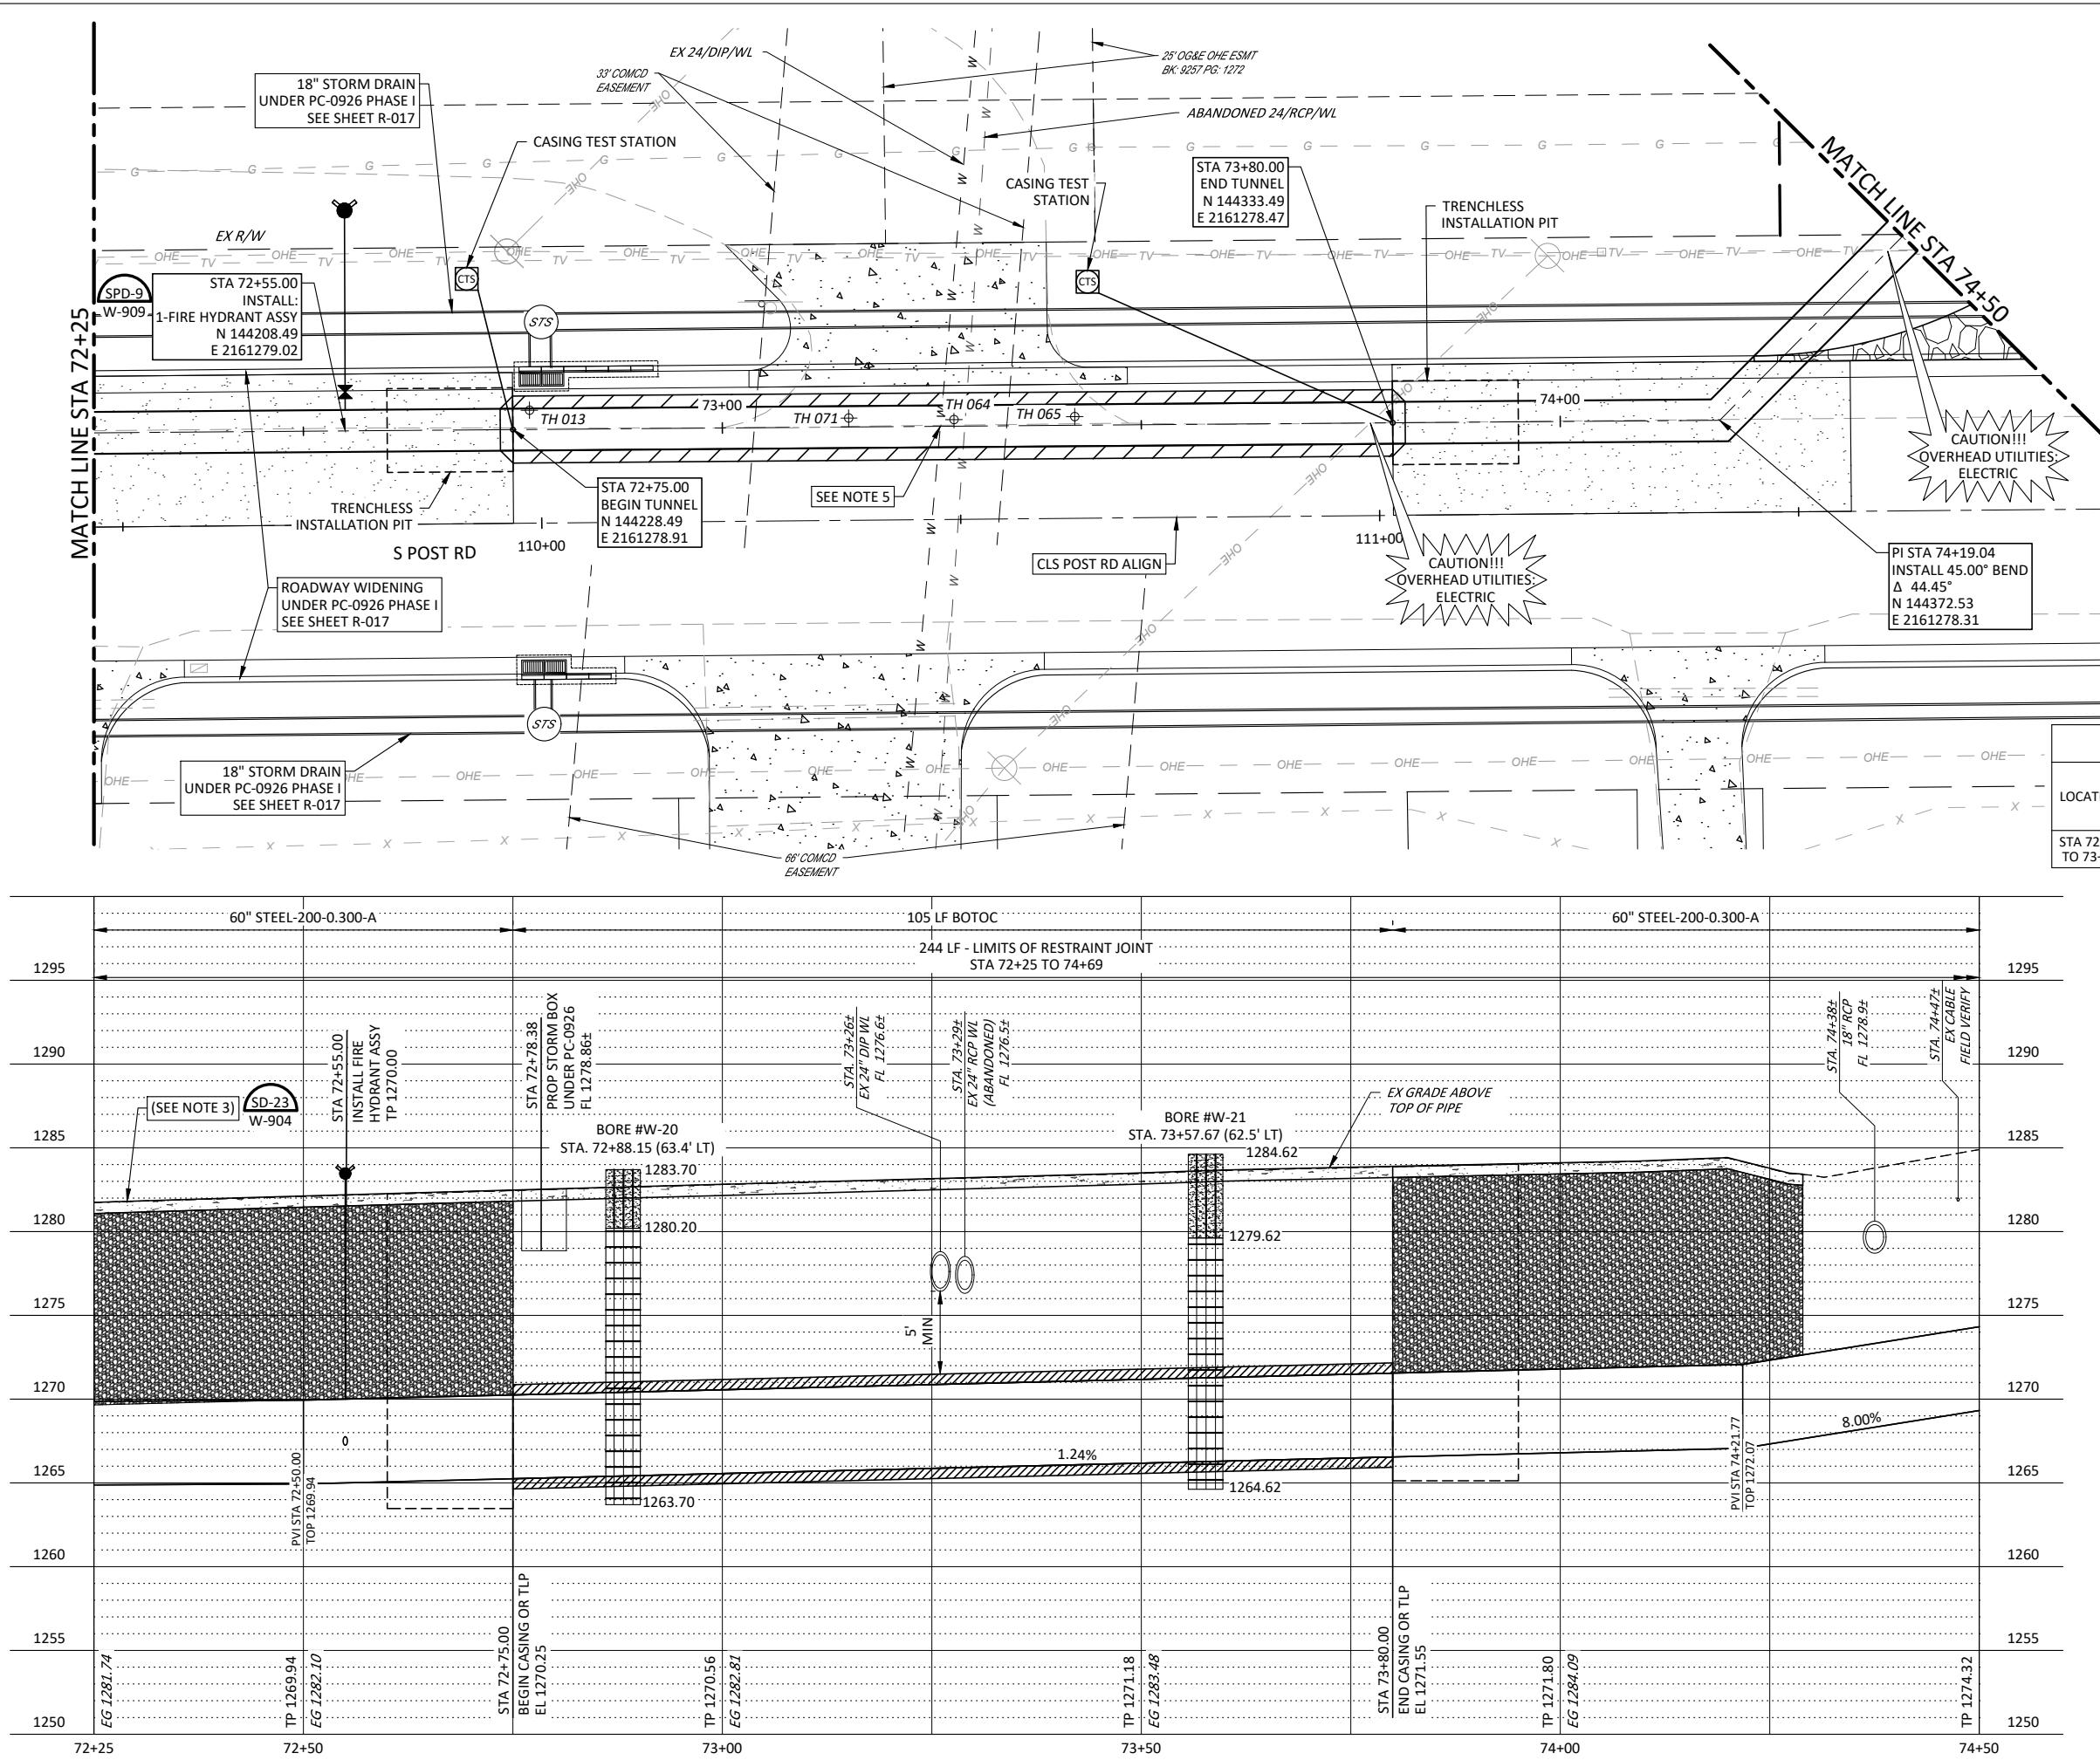 EX 24/DIP/WL
25' OG&E OHE ESMT
BK: 9257 PG: 1272
33' COMCD
EASEMENT
18" STORM DRAIN
UNDER PC-0926 PHASE I
SEE SHEET R-017
ABANDONED 24/RCP/WL
CASING TEST STATION
MATCH LINE STA 74+50
CASING TEST
STATION
STA 73+80.00
END TUNNEL
N 144333.49
E 2161278.47
TRENCHLESS
INSTALLATION PIT
EX R/W
SPD-9
W-909
STA 72+55.00
INSTALL:
1-FIRE HYDRANT ASSY
N 144208.49
E 2161279.02
CTS
CTS
STS
MATCH LINE STA 72+25
TH 013
73+00
TH 071
TH 064
TH 065
74+00
CAUTION!!!
OVERHEAD UTILITIES:
ELECTRIC
TRENCHLESS
INSTALLATION PIT
STA 72+75.00
BEGIN TUNNEL
N 144228.49
E 2161278.91
SEE NOTE 5
S POST RD
110+00
CLS POST RD ALIGN
111+00
CAUTION!!!
OVERHEAD UTILITIES:
ELECTRIC
PI STA 74+19.04
INSTALL 45.00° BEND
Δ 44.45°
N 144372.53
E 2161278.31
ROADWAY WIDENING
UNDER PC-0926 PHASE I
SEE SHEET R-017
STS
18" STORM DRAIN
UNDER PC-0926 PHASE I
SEE SHEET R-017
66' COMCD
EASEMENT
STA 72
TO 73-
60" STEEL-200-0.300-A
105 LF BOTOC
60" STEEL-200-0.300-A
244 LF - LIMITS OF RESTRAINT JOINT
STA 72+25 TO 74+69
1295
1295
1290
1290
1285
1285
1280
1280
1275
1275
1270
1270
1265
1265
1260
1260
1255
1255
1250
1250
(SEE NOTE 3)
SD-23
W-904
STA 72+55.00
INSTALL FIRE
HYDRANT ASSY
TP 1270.00
STA 72+78.38
PROP STORM BOX
UNDER PC-0926
FL 1278.86±
BORE #W-20
STA. 72+88.15 (63.4' LT)
1283.70
1280.20
1263.70
STA. 73+26±
EX 24" DIP WL
FL 1276.6±
STA. 73+29±
EX 24" RCP WL
(ABANDONED)
FL 1276.5±
5'
MIN
BORE #W-21
STA. 73+57.67 (62.5' LT)
1284.62
1279.62
1264.62
EX GRADE ABOVE
TOP OF PIPE
STA. 74+38±
18" RCP
FL 1278.9±
STA. 74+47±
EX CABLE
FIELD VERIFY
1.24%
8.00%
PVI STA 72+50.00
TOP 1269.94
PVI STA 74+21.77
TOP 1272.07
EG 1281.74
TP 1269.94
EG 1282.10
STA 72+75.00
BEGIN CASING OR TLP
EL 1270.25
TP 1270.56
EG 1282.81
TP 1271.18
EG 1283.48
STA 73+80.00
END CASING OR TLP
EL 1271.55
TP 1271.80
EG 1284.09
TP 1274.32
72+25
72+50
73+00
73+50
74+00
74+50